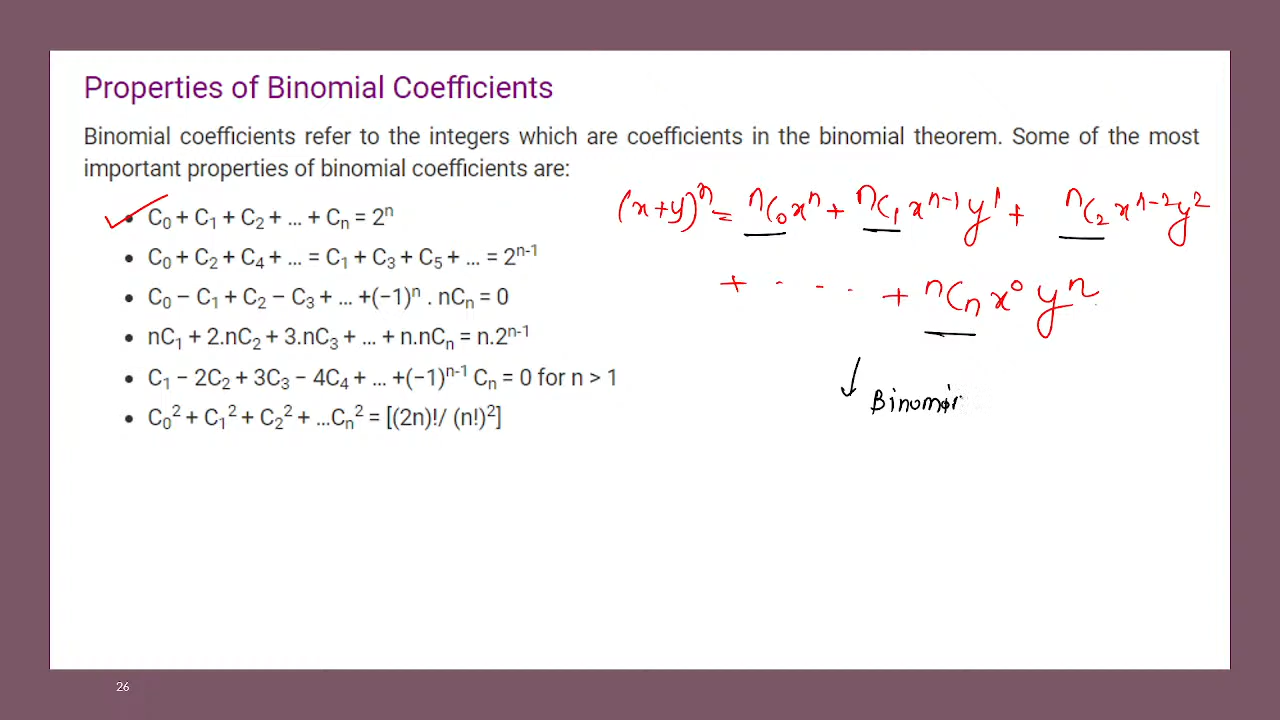 Properties of Binomial Coefficients
Binomial coefficients refer to the integers which are coefficients in the binomial theorem. Some of the most
important properties of binomial coefficients are:
• C₀ + C₁ + C₂ + ... + Cₙ = 2ⁿ
• C₀ + C₂ + C₄ + ... = C₁ + C₃ + C₅ + ... = 2ⁿ⁻¹
• C₀ − C₁ + C₂ − C₃ + ... +(−1)ⁿ . nCₙ = 0
• nC₁ + 2.nC₂ + 3.nC₃ + ... + n.nCₙ = n.2ⁿ⁻¹
• C₁ − 2C₂ + 3C₃ − 4C₄ + ... +(−1)ⁿ⁻¹ Cₙ = 0 for n > 1
• C₀² + C₁² + C₂² + ...Cₙ² = [(2n)!/ (n!)²]
(x+y)ⁿ = ⁿC₀xⁿ + ⁿC₁xⁿ⁻¹y¹ + ⁿC₂xⁿ⁻²y²
+ ---- + ⁿCₙx⁰yⁿ
↓
26